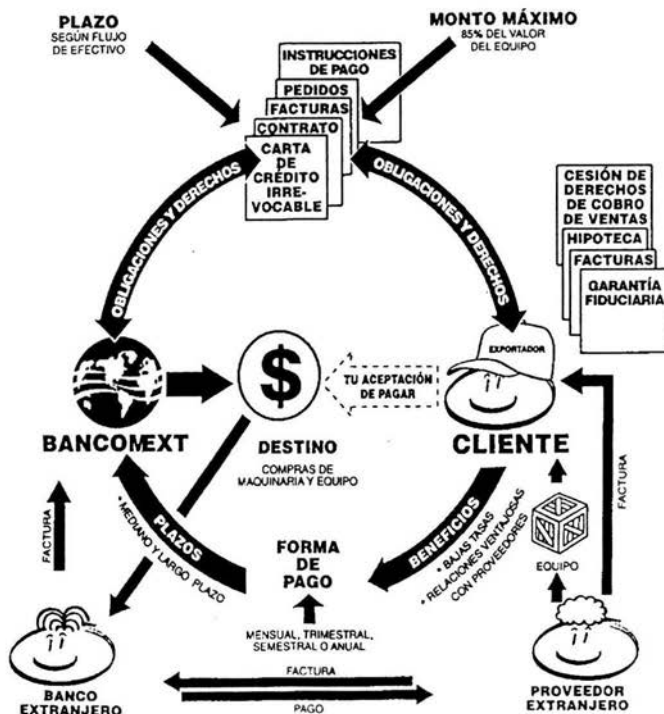 PLAZO
SEGÚN FLUJO
DE EFECTIVO
MONTO MÁXIMO
85% DEL VALOR
DEL EQUIPO
INSTRUCCIONES
DE PAGO
PEDIDOS
FACTURAS
CONTRATO
CARTA
DE
CRÉDITO
IRRE-
VOCABLE
OBLIGACIONES Y DERECHOS
OBLIGACIONES Y DERECHOS
CESIÓN DE
DERECHOS
DE COBRO
DE VENTAS
HIPOTECA
FACTURAS
GARANTÍA
FIDUCIARIA
EXPORTADOR
$
TU ACEPTACIÓN
DE PAGAR
BANCOMEXT
DESTINO
COMPRAS DE
MAQUINARIA Y EQUIPO
CLIENTE
FACTURA
PLAZOS
* MEDIANO Y LARGO PLAZO
FORMA
DE
PAGO
MENSUAL, TRIMESTRAL,
SEMESTRAL O ANUAL
BENEFICIOS
* BAJAS TASAS
* RELACIONES VENTAJOSAS
CON PROVEEDORES
EQUIPO
FACTURA
BANCO
EXTRANJERO
FACTURA
PAGO
PROVEEDOR
EXTRANJERO